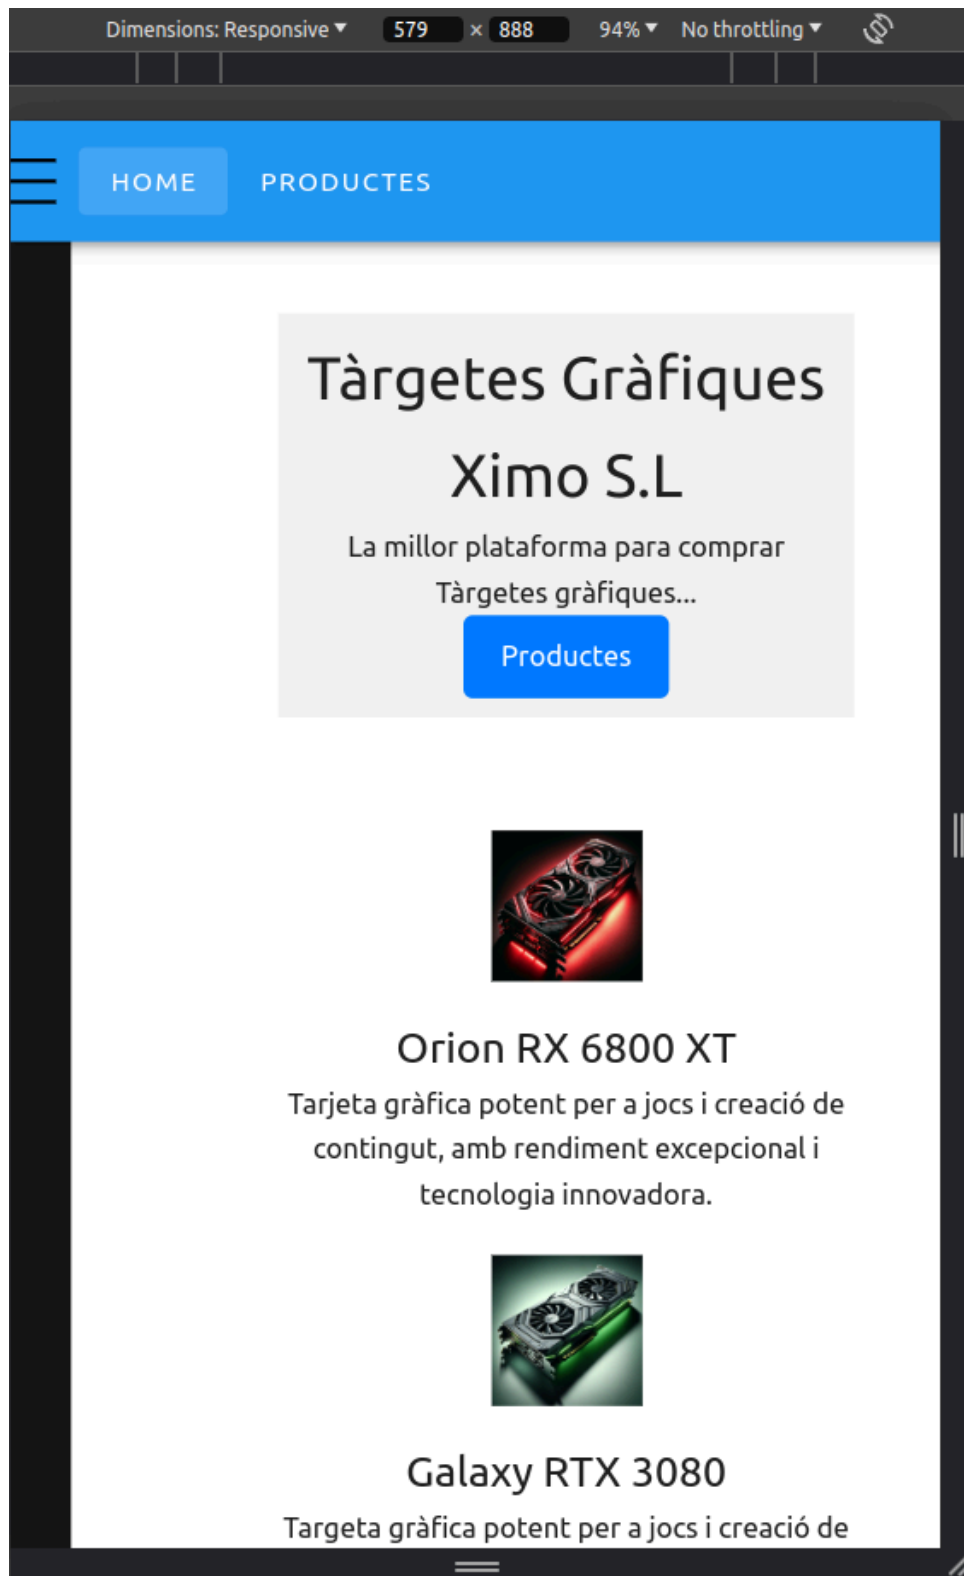 Dimensions: Responsive 579 × 888 94% No throttling
HOME PRODUCTES
Tàrgetes Gràfiques
Ximo S.L
La millor plataforma para comprar
Tàrgetes gràfiques...
Productes
Orion RX 6800 XT
Tarjeta gràfica potent per a jocs i creació de
contingut, amb rendiment excepcional i
tecnologia innovadora.
Galaxy RTX 3080
Targeta gràfica potent per a jocs i creació de